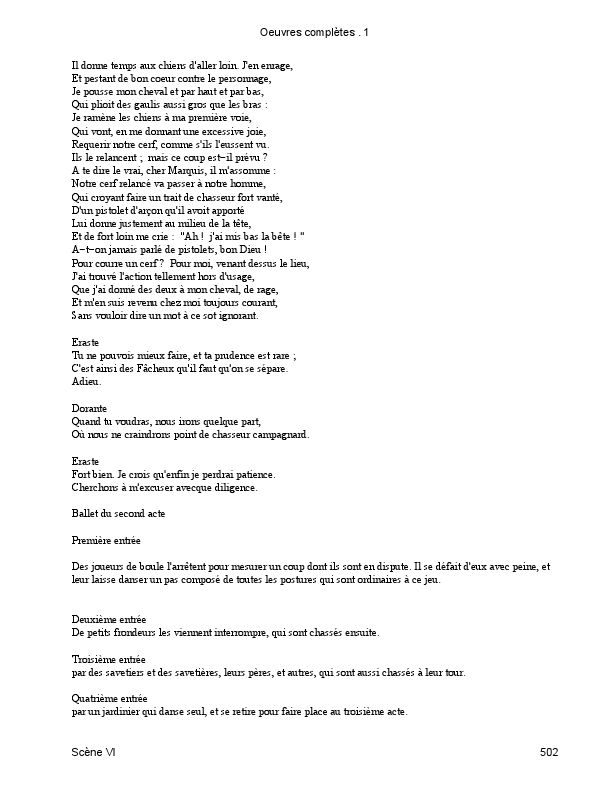 Oeuvres complètes . 1
Il donne temps aux chiens d'aller loin. J'en enrage,
Et pestant de bon coeur contre le personnage,
Je pousse mon cheval et par haut et par bas,
Qui plioit des gaulis aussi gros que les bras :
Je ramène les chiens à ma première voie,
Qui vont, en me donnant une excessive joie,
Requerir notre cerf, comme s'ils l'eussent vu.
Ils le relancent ; mais ce coup est−il prévu ?
A te dire le vrai, cher Marquis, il m'assomme :
Notre cerf relancé va passer à notre homme,
Qui croyant faire un trait de chasseur fort vanté,
D'un pistolet d'arçon qu'il avoit apporté
Lui donne justement au milieu de la tête,
Et de fort loin me crie : "Ah ! j'ai mis bas la bête ! "
A−t−on jamais parlé de pistolets, bon Dieu !
Pour courre un cerf ? Pour moi, venant dessus le lieu,
J'ai trouvé l'action tellement hors d'usage,
Que j'ai donné des deux à mon cheval, de rage,
Et m'en suis revenu chez moi toujours courant,
Sans vouloir dire un mot à ce sot ignorant.
Eraste
Tu ne pouvois mieux faire, et ta prudence est rare ;
C'est ainsi des Fâcheux qu'il faut qu'on se sépare.
Adieu.
Dorante
Quand tu voudras, nous irons quelque part,
Où nous ne craindrons point de chasseur campagnard.
Eraste
Fort bien. Je crois qu'enfin je perdrai patience.
Cherchons à m'excuser avecque diligence.
Ballet du second acte
Première entrée
Des joueurs de boule l'arrêtent pour mesurer un coup dont ils sont en dispute. Il se défait d'eux avec peine, et
leur laisse danser un pas composé de toutes les postures qui sont ordinaires à ce jeu.
Deuxième entrée
De petits frondeurs les viennent interrompre, qui sont chassés ensuite.
Troisième entrée
par des savetiers et des savetières, leurs pères, et autres, qui sont aussi chassés à leur tour.
Quatrième entrée
par un jardinier qui danse seul, et se retire pour faire place au troisième acte.
Scène VI
502